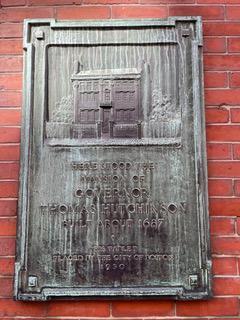 HERE STOOD THE
MANSION OF
GOVERNOR
THOMAS HUTCHINSON
BUILT ABOUT 1687
THIS TABLET
PLACED BY THE CITY OF BOSTON
1930